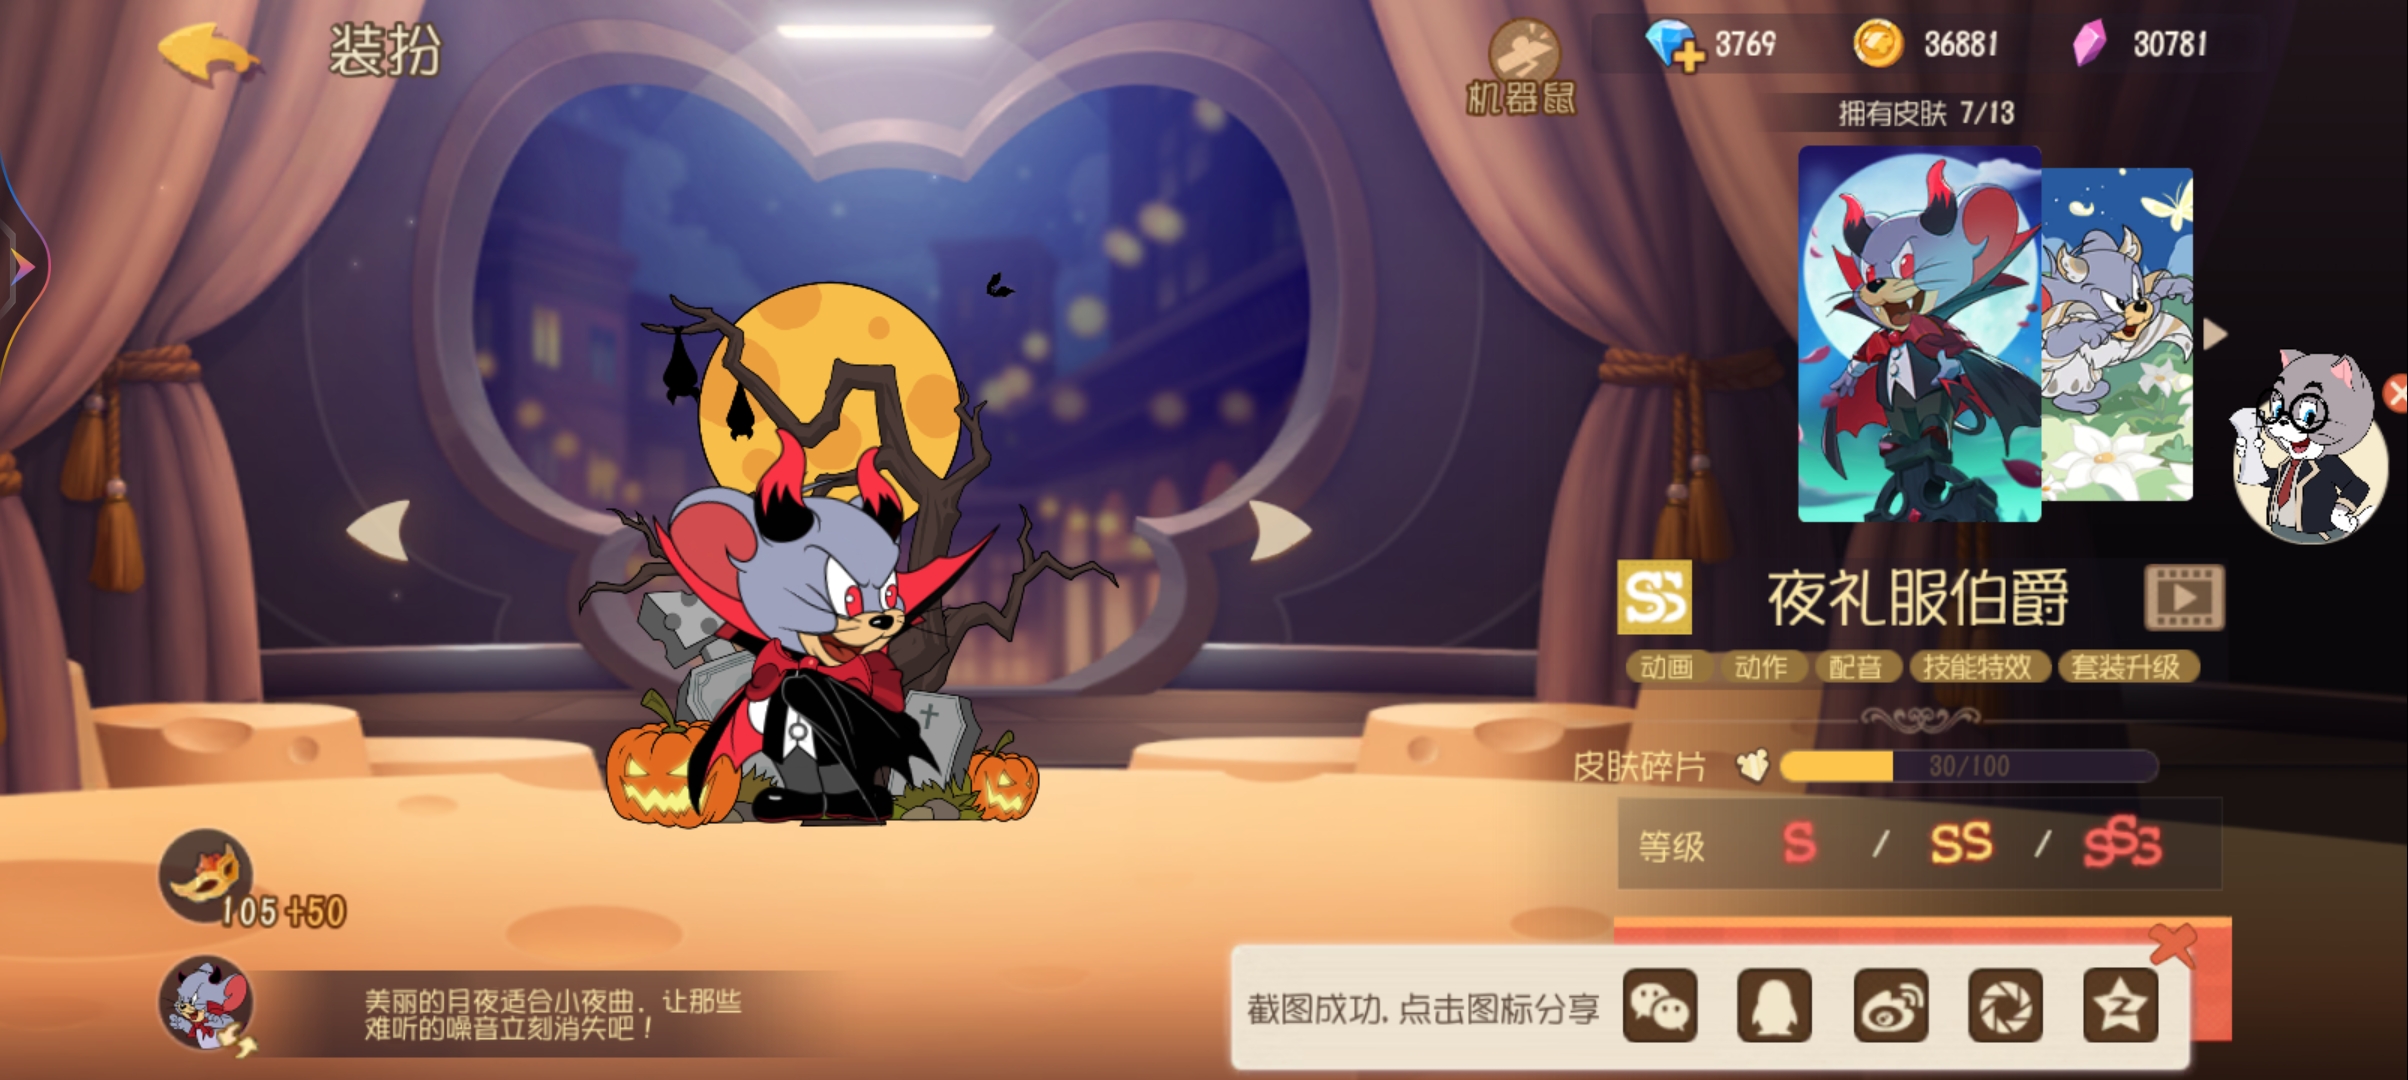 装扮
机器鼠
3769
36881
30781
拥有皮肤 7/13
SS
夜礼服伯爵
动画 动作 配音 技能特效 套装升级
皮肤碎片 30/100
等级 S / SS / SSS
105+50
美丽的月夜适合小夜曲，让那些
难听的噪音立刻消失吧！
截图成功,点击图标分享